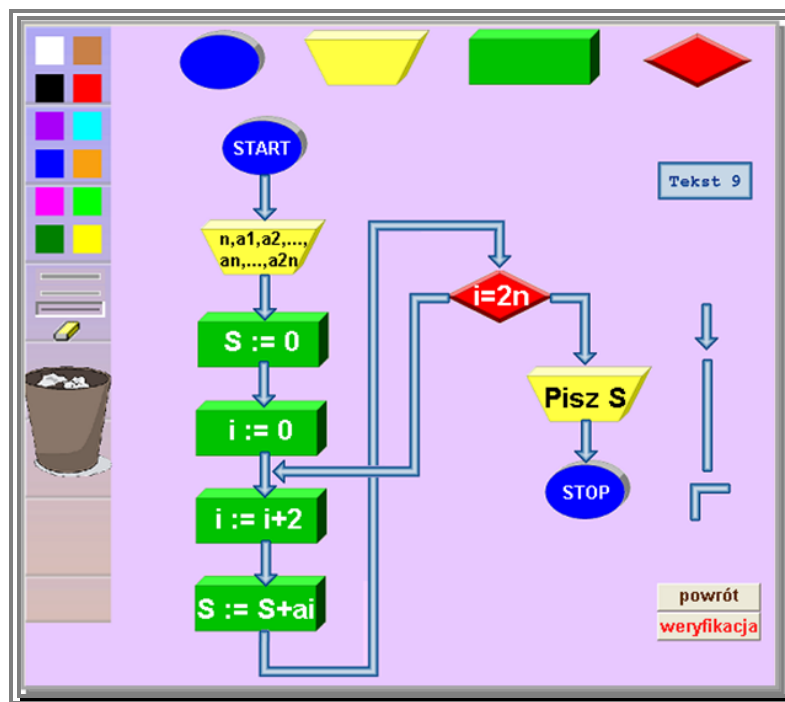 START
Tekst 9
n,a1,a2,...,
an,...,a2n
i=2n
S := 0
Pisz S
i := 0
STOP
i := i+2
S := S+ai
powrót
weryfikacja